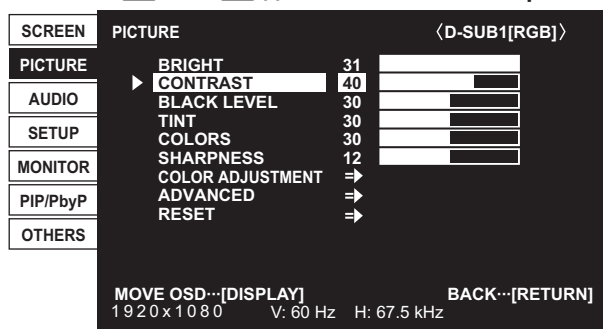 SCREEN
PICTURE
AUDIO
SETUP
MONITOR
PIP/PbyP
OTHERS
PICTURE 〈D-SUB1[RGB]〉
BRIGHT 31
CONTRAST 40
BLACK LEVEL 30
TINT 30
COLORS 30
SHARPNESS 12
COLOR ADJUSTMENT
ADVANCED
RESET
MOVE OSD···[DISPLAY] BACK···[RETURN]
1920x1080 V: 60 Hz H: 67.5 kHz